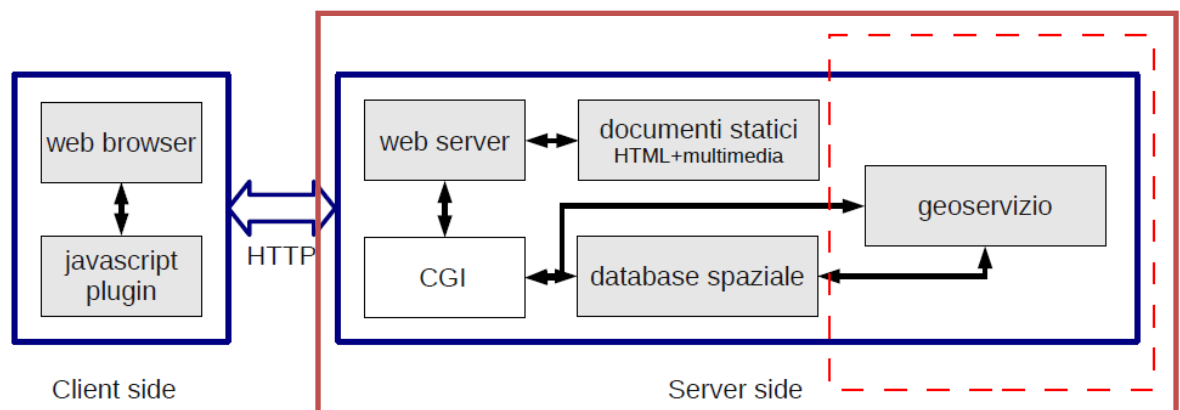 web browser
javascript
plugin
Client side
HTTP
web server
documenti statici
HTML+multimedia
CGI
database spaziale
geoservizio
Server side